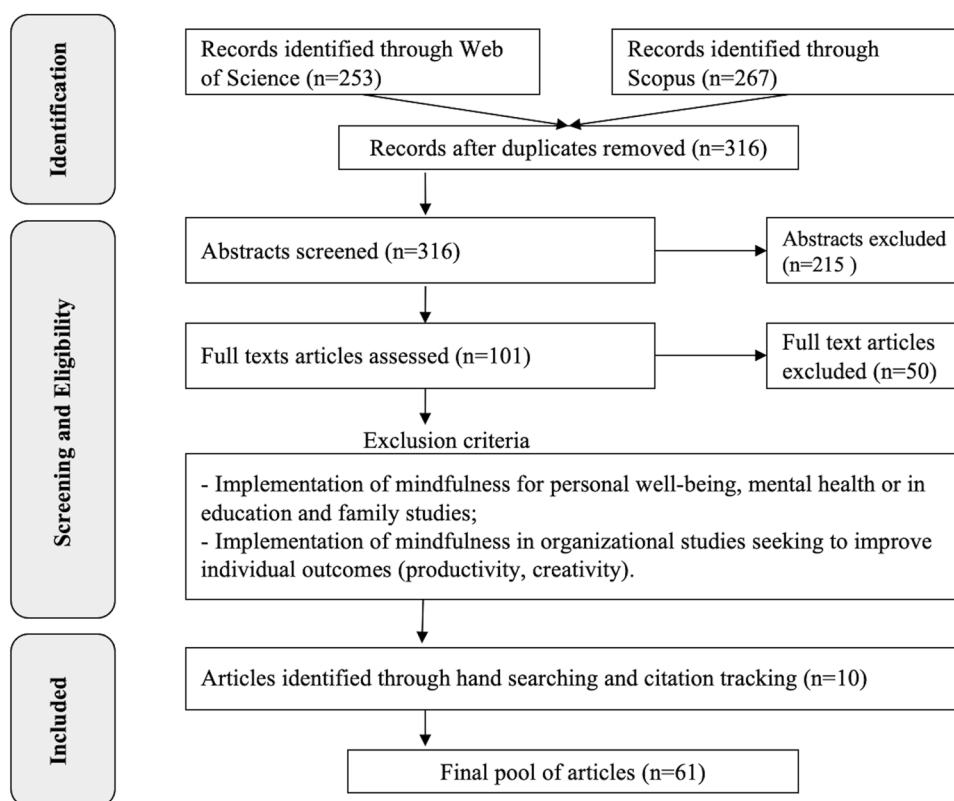 Identification
Records identified through Web
of Science (n=253)
Records identified through
Scopus (n=267)
Records after duplicates removed (n=316)
Screening and Eligibility
Abstracts screened (n=316)
Abstracts excluded
(n=215 )
Full texts articles assessed (n=101)
Full text articles
excluded (n=50)
Exclusion criteria
- Implementation of mindfulness for personal well-being, mental health or in
education and family studies;
- Implementation of mindfulness in organizational studies seeking to improve
individual outcomes (productivity, creativity).
Included
Articles identified through hand searching and citation tracking (n=10)
Final pool of articles (n=61)